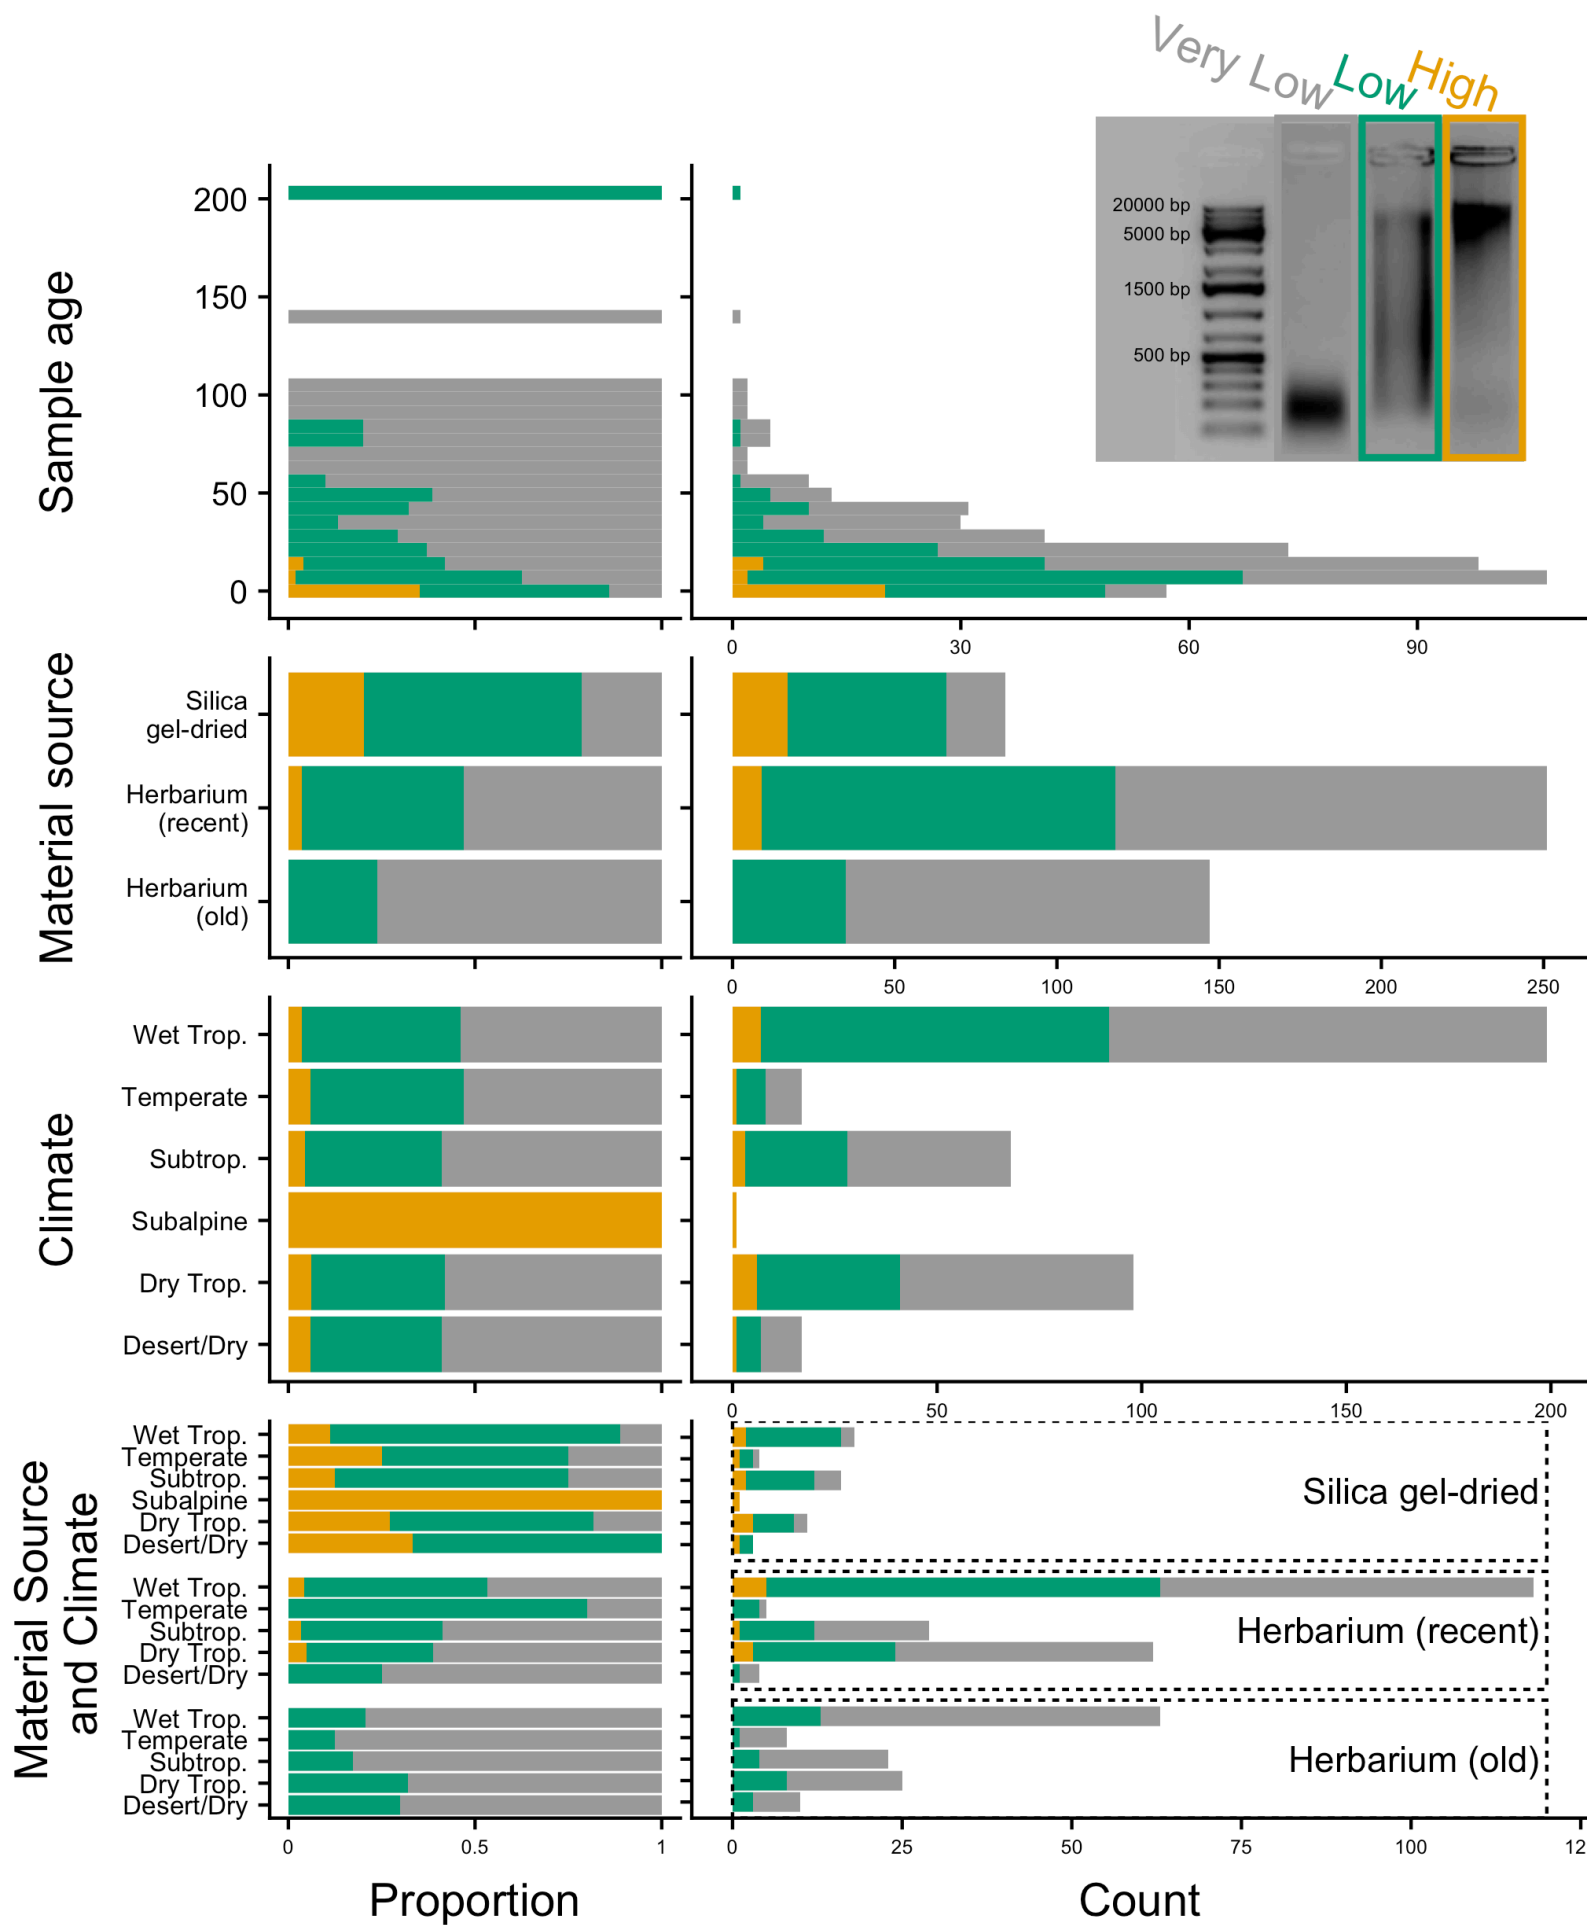 Very Low
Low
High
20000 bp
5000 bp
1500 bp
500 bp
Sample age
200
150
100
50
0
0
30
60
90
Material source
Silica
gel-dried
Herbarium
(recent)
Herbarium
(old)
0
50
100
150
200
250
Climate
Wet Trop.
Temperate
Subtrop.
Subalpine
Dry Trop.
Desert/Dry
0
50
100
150
200
Material Source
and Climate
Wet Trop.
Temperate
Subtrop.
Subalpine
Dry Trop.
Desert/Dry
Silica gel-dried
Wet Trop.
Temperate
Subtrop.
Dry Trop.
Desert/Dry
Herbarium (recent)
Wet Trop.
Temperate
Subtrop.
Dry Trop.
Desert/Dry
Herbarium (old)
0
0.5
1
0
25
50
75
100
12
Proportion
Count